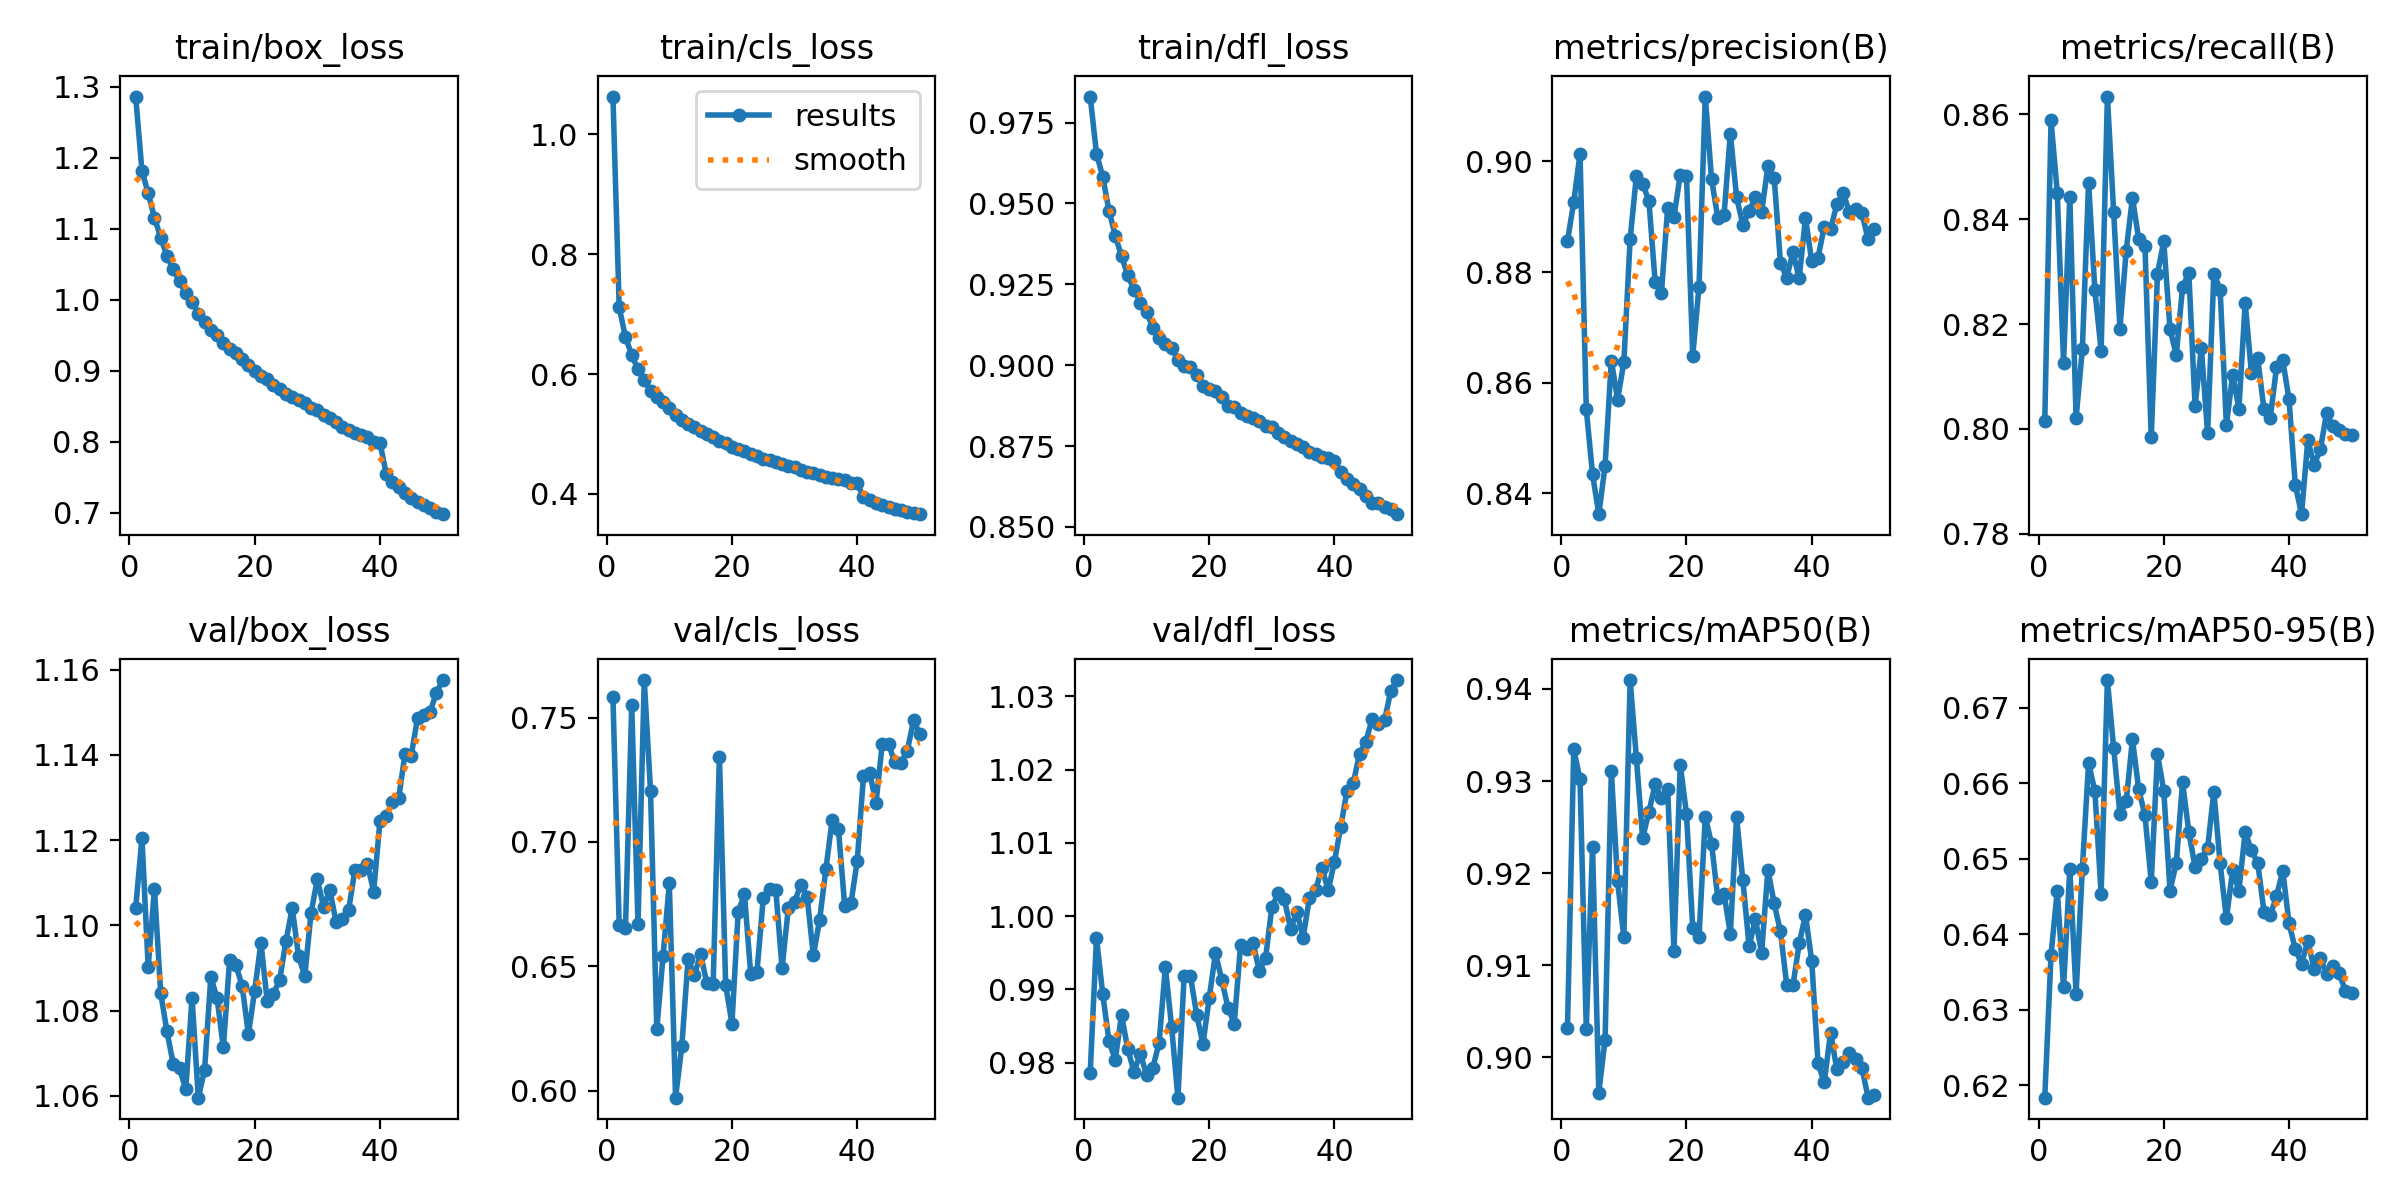 train/box_loss
train/cls_loss
train/dfl_loss
metrics/precision(B)
metrics/recall(B)
1.3
1.2
1.1
1.0
0.9
0.8
0.7
0 20 40
results
smooth
1.0
0.8
0.6
0.4
0 20 40
0.975
0.950
0.925
0.900
0.875
0.850
0 20 40
0.90
0.88
0.86
0.84
0 20 40
0.86
0.84
0.82
0.80
0.78
0 20 40
val/box_loss
val/cls_loss
val/dfl_loss
metrics/mAP50(B)
metrics/mAP50-95(B)
1.16
1.14
1.12
1.10
1.08
1.06
0 20 40
0.75
0.70
0.65
0.60
0 20 40
1.03
1.02
1.01
1.00
0.99
0.98
0 20 40
0.94
0.93
0.92
0.91
0.90
0 20 40
0.67
0.66
0.65
0.64
0.63
0.62
0 20 40